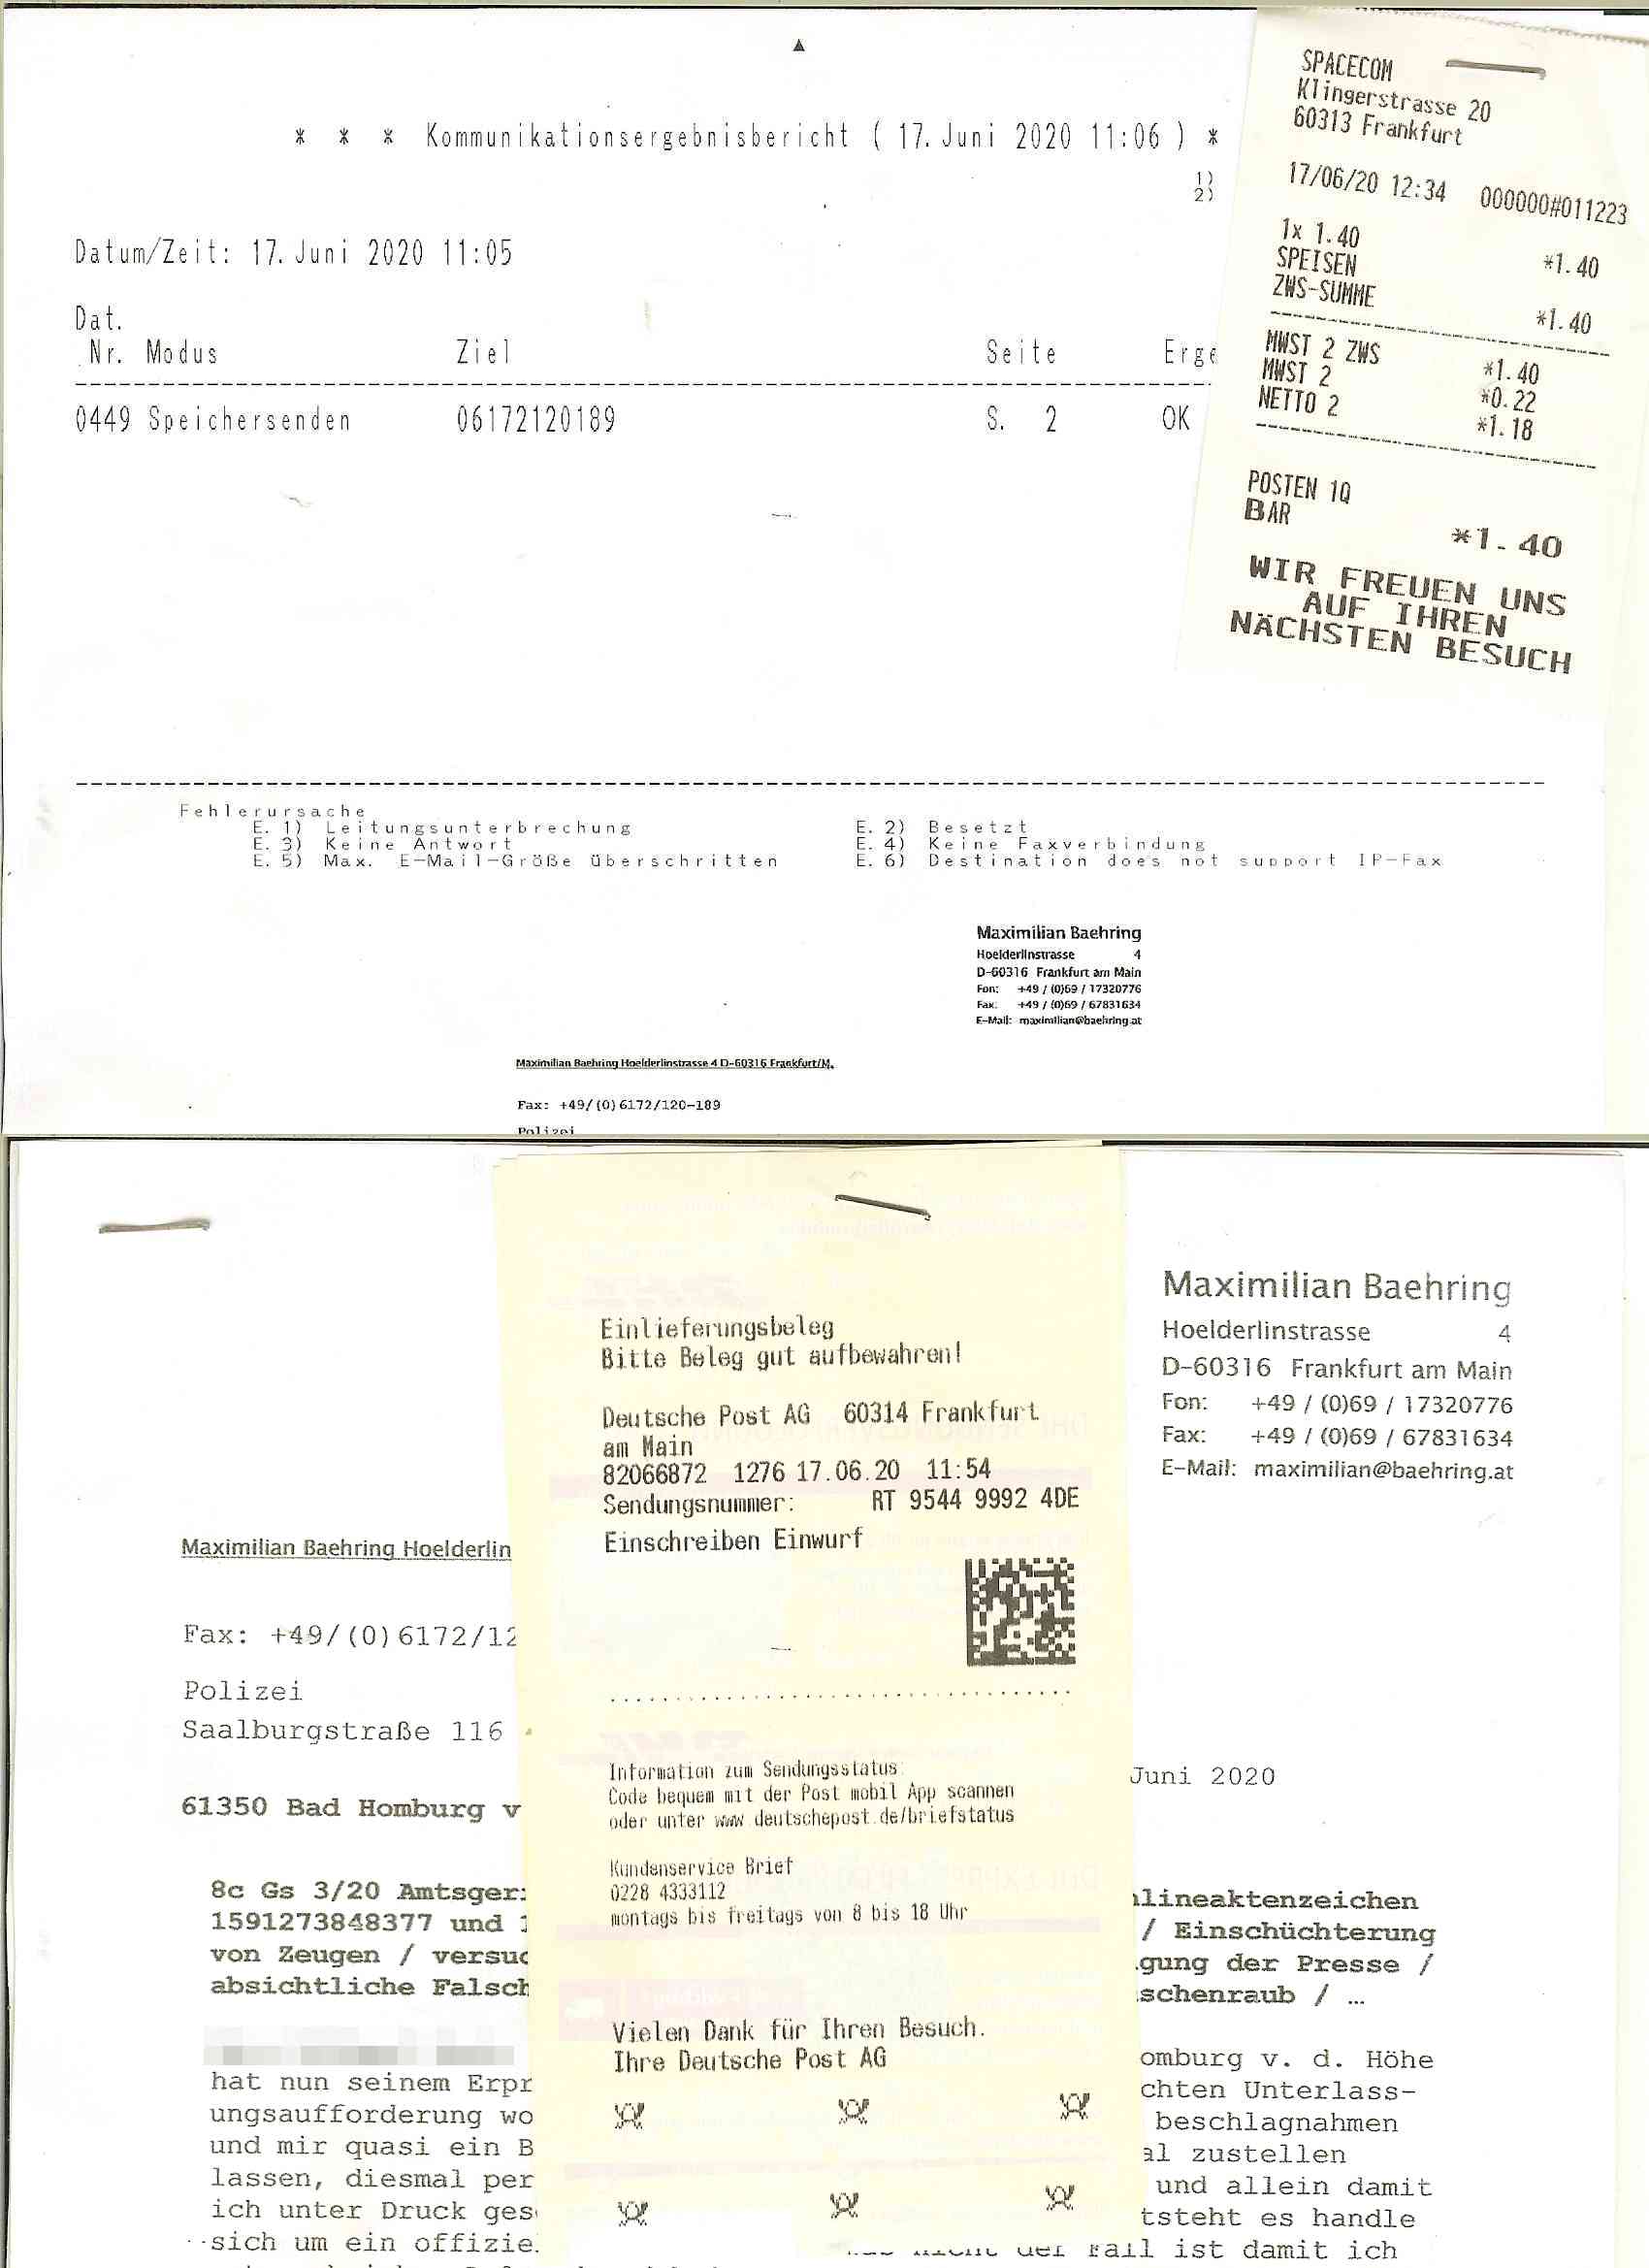 * * * Kommunikationsergebnisbericht ( 17. Juni 2020 11:06 ) *
1)
2)
Datum/Zeit: 17. Juni 2020 11:05
Dat.
Nr. Modus Ziel Seite Erge
0449 Speichersenden 06172120189 S. 2 OK
SPACECOM
Klingerstrasse 20
60313 Frankfurt
17/06/20 12:34 000000#011223
1x 1.40
SPEISEN *1.40
ZWS-SUMME *1.40
MWST 2 ZWS *1.40
MWST 2 *0.22
NETTO 2 *1.18
POSTEN 1Q
BAR *1.40
WIR FREUEN UNS
AUF IHREN
NÄCHSTEN BESUCH
Fehlerursache
E. 1) Leitungsunterbrechung E. 2) Besetzt
E. 3) Keine Antwort E. 4) Keine Faxverbindung
E. 5) Max. E-Mail-Größe überschritten E. 6) Destination does not support IP-Fax
Maximilian Baehring
Hoelderlinstrasse 4
D-60316 Frankfurt am Main
Fon: +49 / (0)69 / 17320776
Fax: +49 / (0)69 / 67831634
E-Mail: maximilian@baehring.at
Maximilian Baehring Hoelderlinstrasse 4 D-60316 Frankfurt/M.
Fax: +49/(0)6172/120-189
Polizei
Maximilian Baehring
Hoelderlinstrasse 4
D-60316 Frankfurt am Main
Fon: +49 / (0)69 / 17320776
Fax: +49 / (0)69 / 67831634
E-Mail: maximilian@baehring.at
Einlieferungsbeleg
Bitte Beleg gut aufbewahren!
Deutsche Post AG 60314 Frankfurt
am Main
82066872 1276 17.06.20 11:54
Sendungsnummer: RT 9544 9992 4DE
Einschreiben Einwurf
Information zum Sendungsstatus:
Code bequem mit der Post mobil App scannen
oder unter www.deutschepost.de/briefstatus
Kundenservice Brief
0228 4333112
montags bis freitags von 8 bis 18 Uhr
Vielen Dank für Ihren Besuch.
Ihre Deutsche Post AG
Maximilian Baehring Hoelderlin
Fax: +49/(0)6172/12
Polizei
Saalburgstraße 116
61350 Bad Homburg v
Juni 2020
8c Gs 3/20 Amtsger lineaktenzeichen
1591273848377 und / Einschüchterung
von Zeugen / versuc gung der Presse /
absichtliche Falsch schenraub / …
omburg v. d. Höhe
hat nun seinem Erpr chten Unterlass-
ungsaufforderung wo beschlagnahmen
und mir quasi ein B al zustellen
lassen, diesmal per und allein damit
ich unter Druck ges tsteht es handle
sich um ein offizie Fall ist damit ich